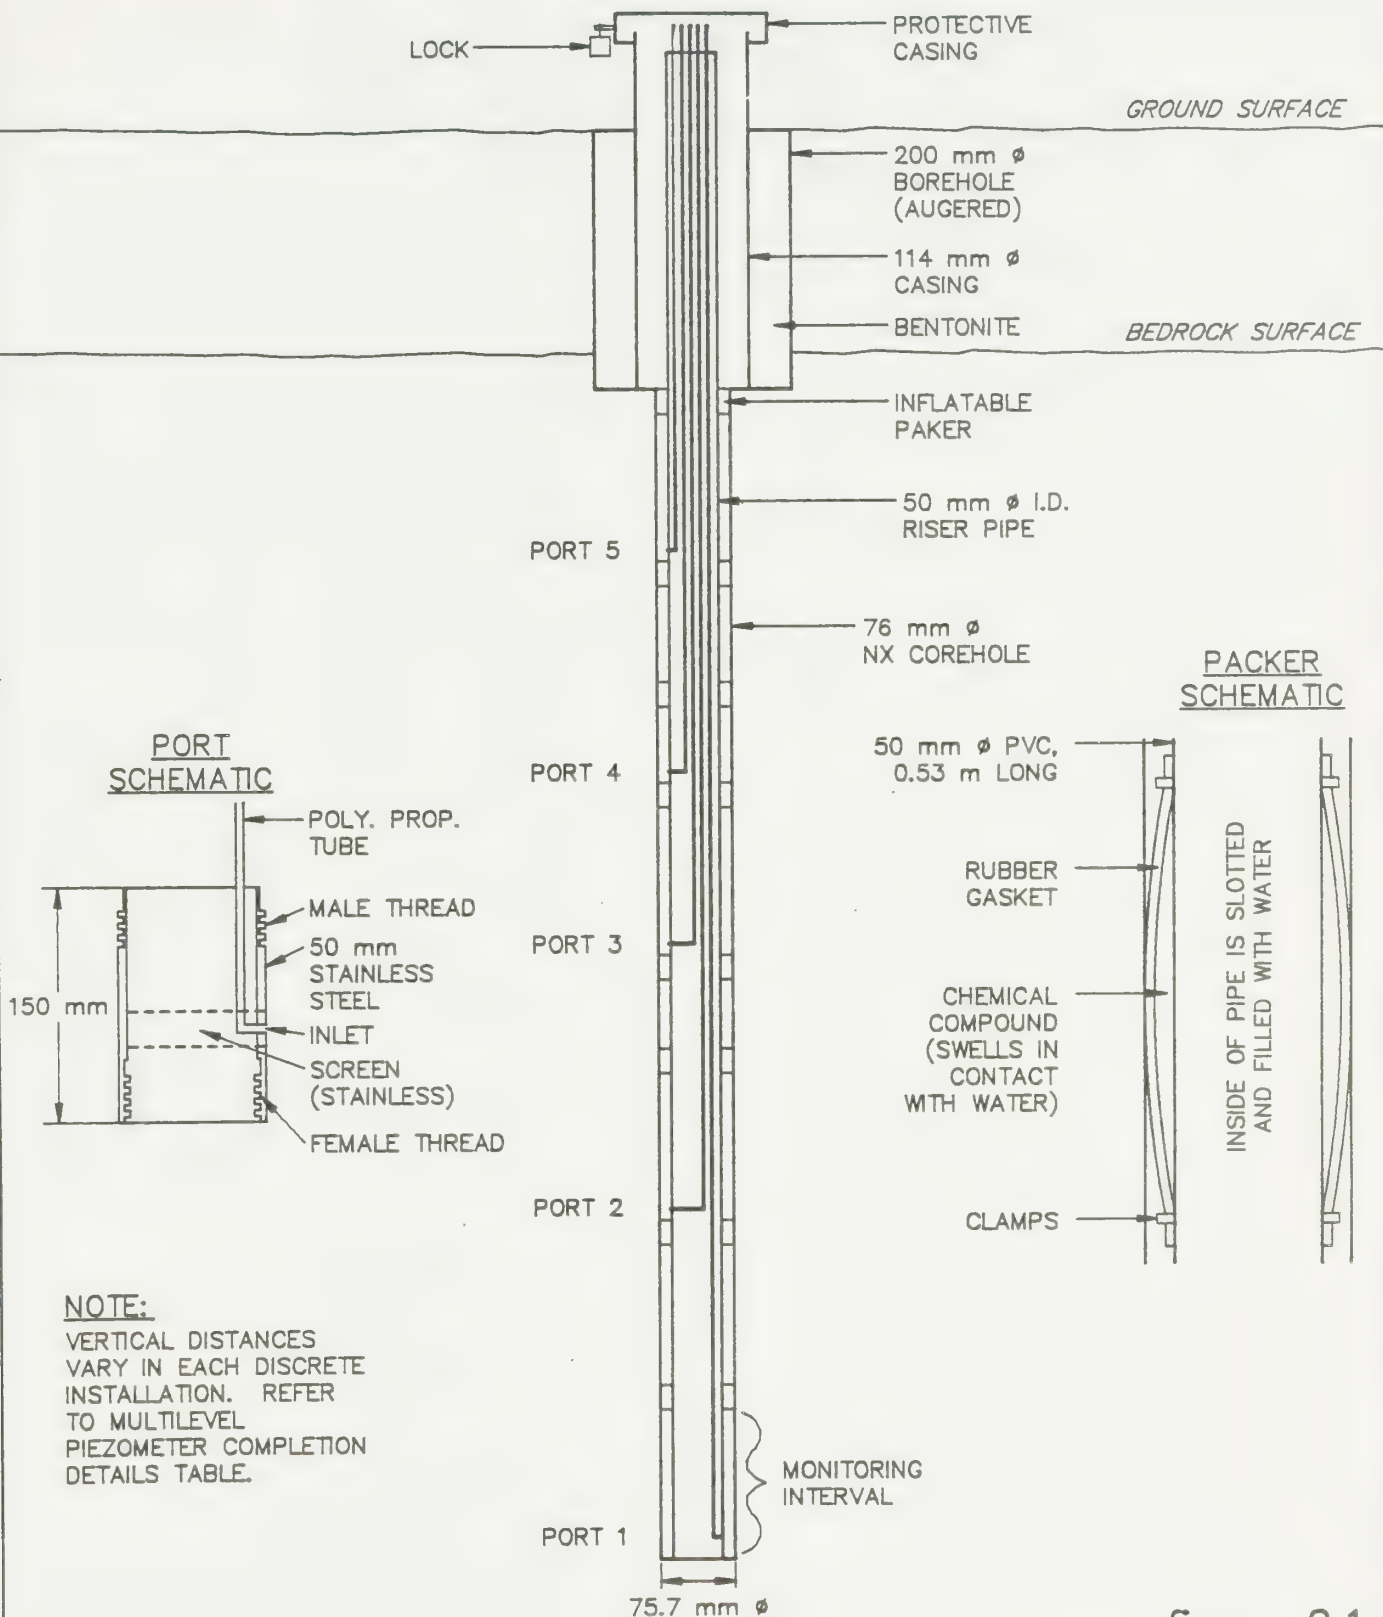 LOCK
PROTECTIVE
CASING
GROUND SURFACE
200 mm ø
BOREHOLE
(AUGERED)
114 mm ø
CASING
BENTONITE
BEDROCK SURFACE
INFLATABLE
PAKER
50 mm ø I.D.
RISER PIPE
PORT 5
76 mm ø
NX COREHOLE
PACKER
SCHEMATIC
50 mm ø PVC,
0.53 m LONG
RUBBER
GASKET
CHEMICAL
COMPOUND
(SWELLS IN
CONTACT
WITH WATER)
CLAMPS
INSIDE OF PIPE IS SLOTTED
AND FILLED WITH WATER
PORT
SCHEMATIC
POLY. PROP.
TUBE
MALE THREAD
50 mm
STAINLESS
STEEL
150 mm
INLET
SCREEN
(STAINLESS)
FEMALE THREAD
PORT 4
PORT 3
PORT 2
NOTE:
VERTICAL DISTANCES
VARY IN EACH DISCRETE
INSTALLATION. REFER
TO MULTILEVEL
PIEZOMETER COMPLETION
DETAILS TABLE.
MONITORING
INTERVAL
PORT 1
75.7 mm ø